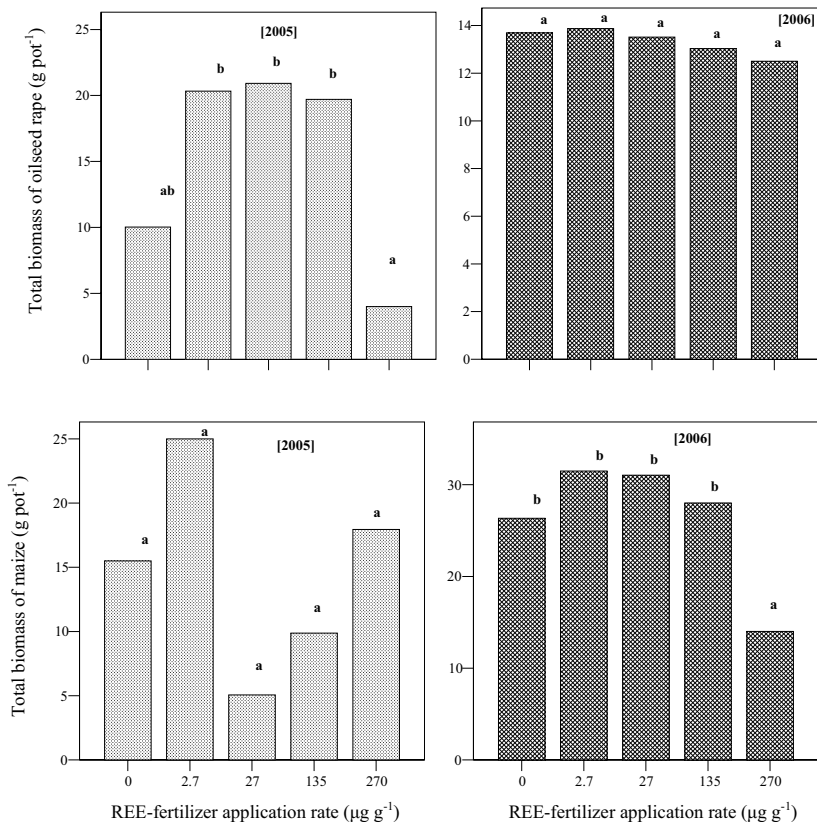 [2005]
Total biomass of oilseed rape (g pot⁻¹)
25
20
15
10
5
0
ab
b
b
b
a
[2006]
14
12
10
8
6
4
2
0
a
a
a
a
a
[2005]
Total biomass of maize (g pot⁻¹)
25
20
15
10
5
0
a
a
a
a
a
0 2.7 27 135 270
REE-fertilizer application rate (μg g⁻¹)
[2006]
30
20
10
0
b
b
b
b
a
0 2.7 27 135 270
REE-fertilizer application rate (μg g⁻¹)